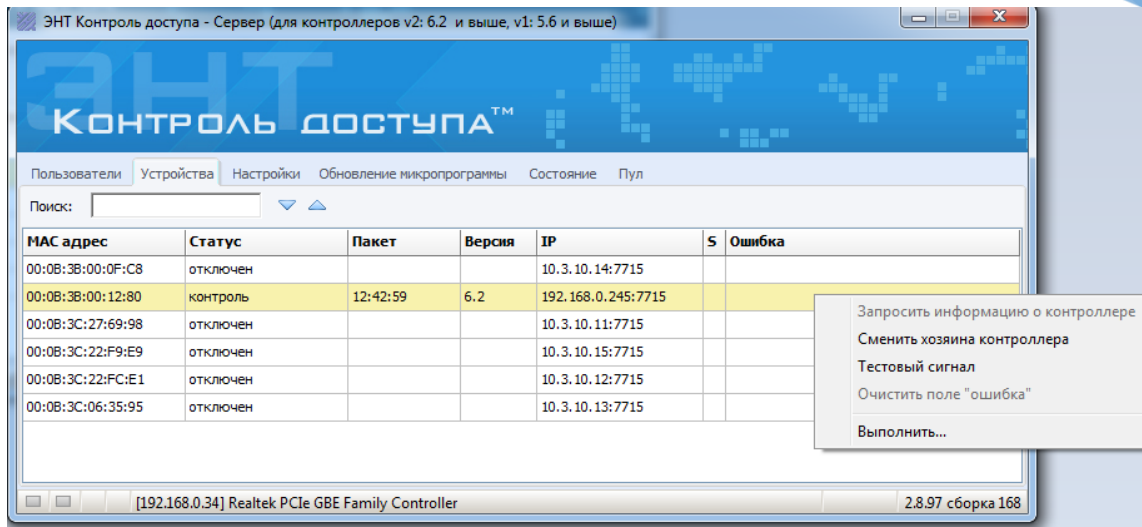 ЭНТ Контроль доступа - Сервер (для контроллеров v2: 6.2 и выше, v1: 5.6 и выше)
ЭНТ
Контроль доступа™
Пользователи Устройства Настройки Обновление микропрограммы Состояние Пул
Поиск:
MAC адрес Статус Пакет Версия IP S Ошибка
00:0B:3B:00:0F:C8 отключен 10.3.10.14:7715
00:0B:3B:00:12:80 контроль 12:42:59 6.2 192.168.0.245:7715
00:0B:3C:27:69:98 отключен 10.3.10.11:7715
00:0B:3C:22:F9:E9 отключен 10.3.10.15:7715
00:0B:3C:22:FC:E1 отключен 10.3.10.12:7715
00:0B:3C:06:35:95 отключен 10.3.10.13:7715
Запросить информацию о контроллере
Сменить хозяина контроллера
Тестовый сигнал
Очистить поле "ошибка"
Выполнить...
[192.168.0.34] Realtek PCIe GBE Family Controller 2.8.97 сборка 168